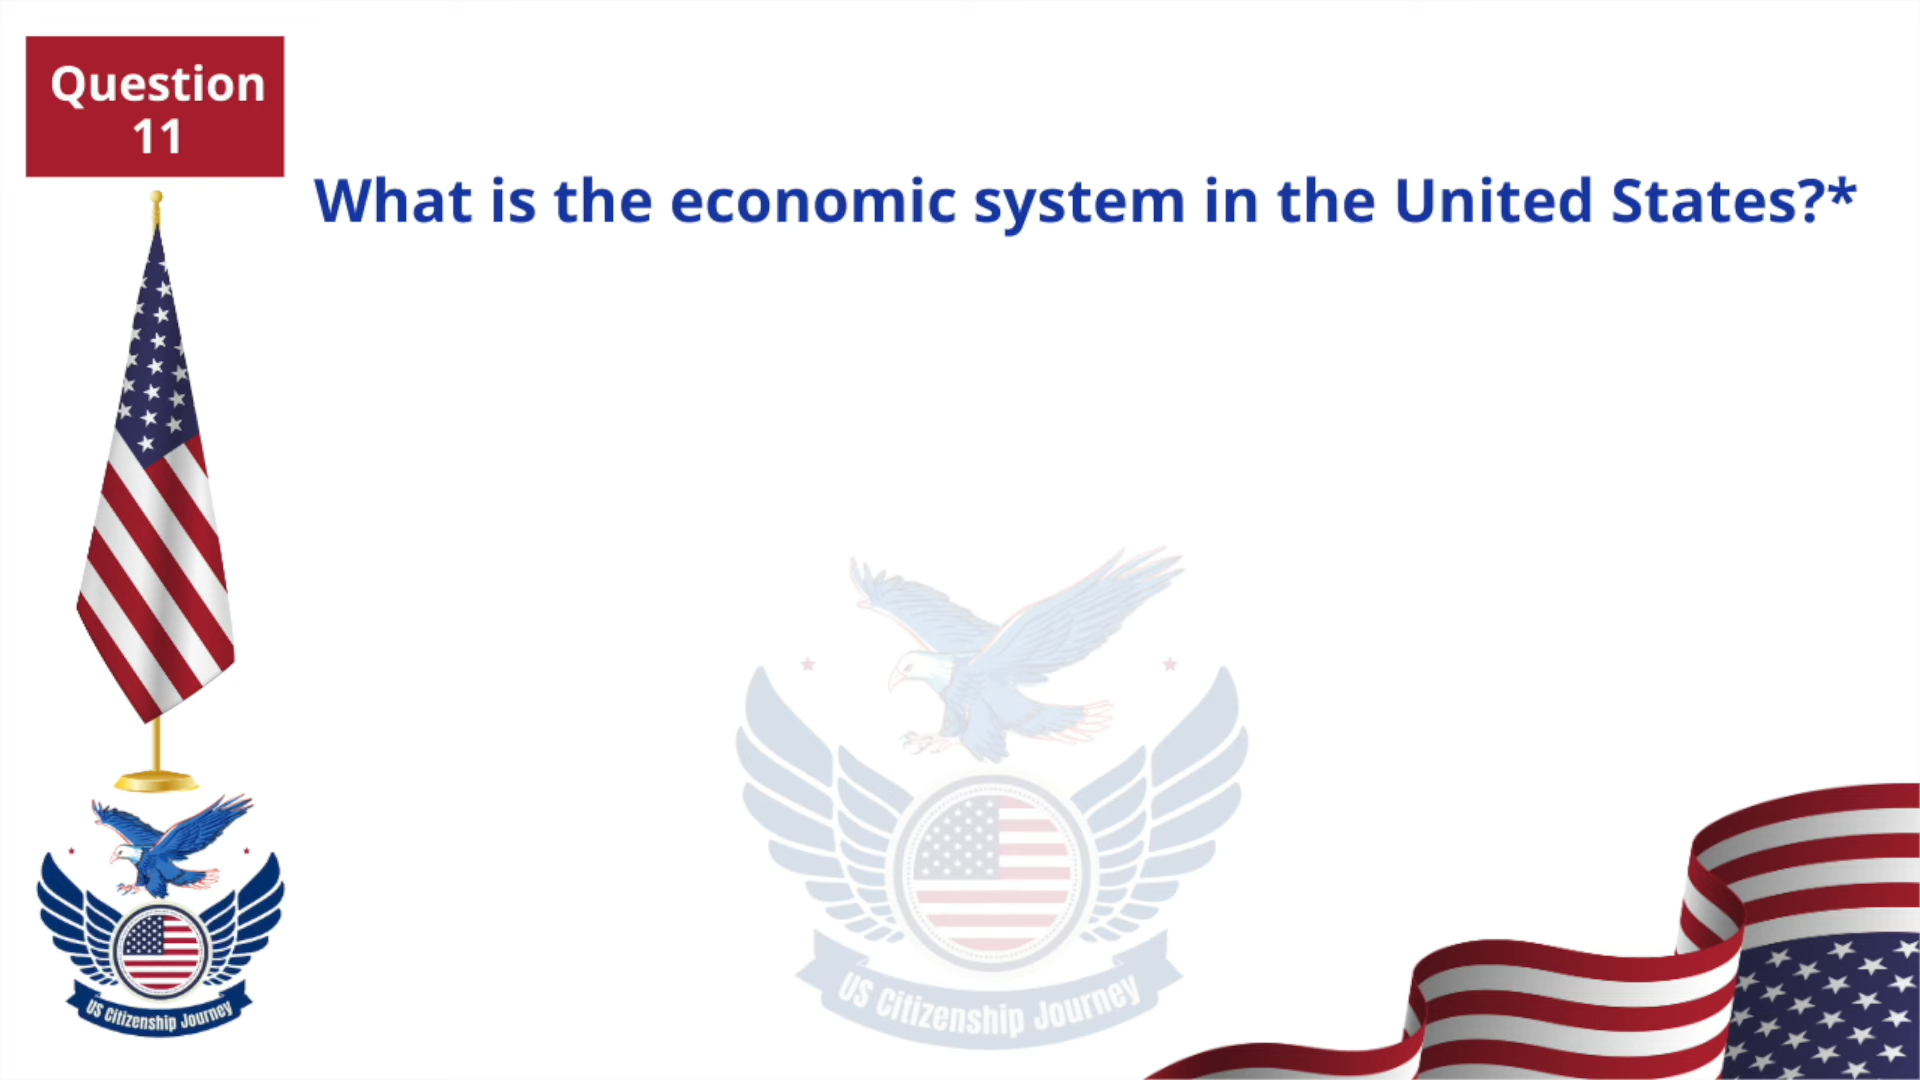 Question
11
What is the economic system in the United States?*
US Citizenship Journey
US Citizenship Journey